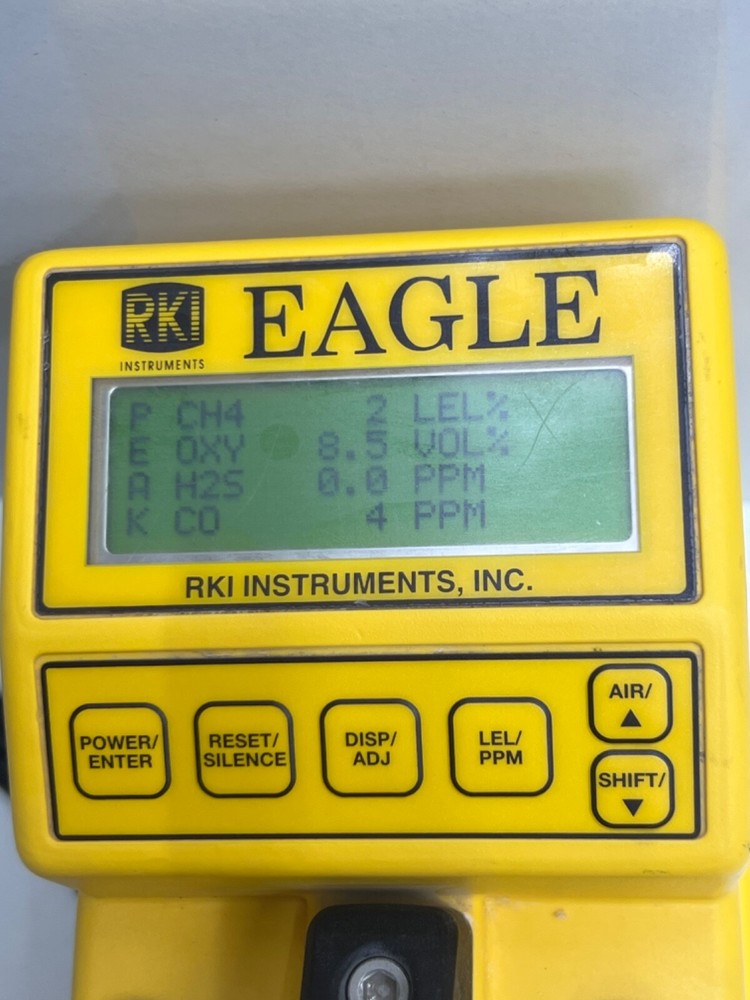 RKI
INSTRUMENTS
EAGLE
P CH4 2 LEL%
E OXY 8.5 VOL%
A H2S 0.0 PPM
K CO 4 PPM
RKI INSTRUMENTS, INC.
POWER/
ENTER
RESET/
SILENCE
DISP/
ADJ
LEL/
PPM
AIR/
▲
SHIFT/
▼